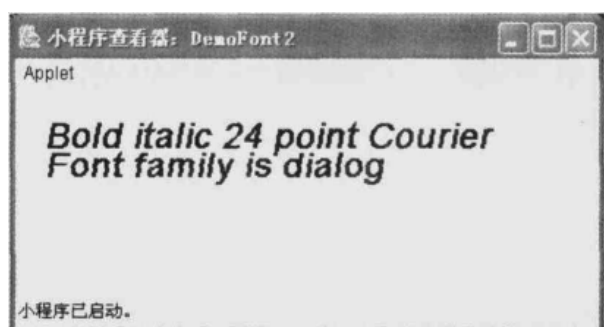 小程序查看器: DemoFont2
Applet
Bold italic 24 point Courier
Font family is dialog
小程序已启动。